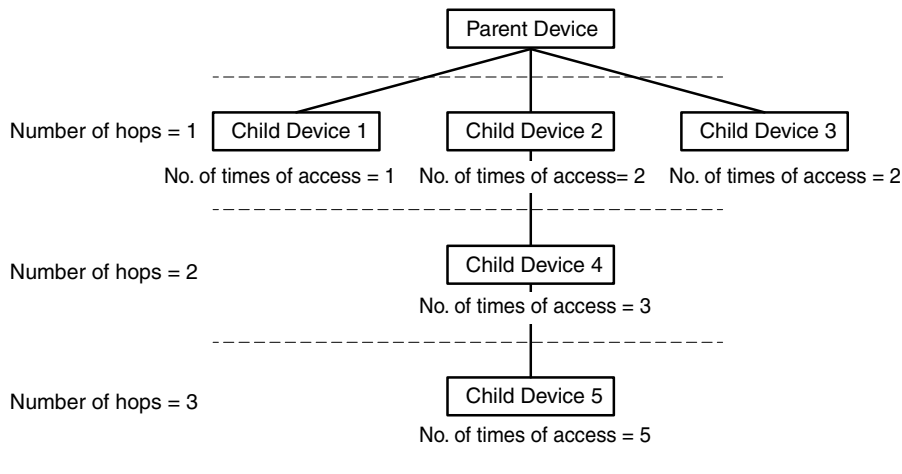 Parent Device
Number of hops = 1
Child Device 1
Child Device 2
Child Device 3
No. of times of access = 1
No. of times of access= 2
No. of times of access = 2
Number of hops = 2
Child Device 4
No. of times of access = 3
Number of hops = 3
Child Device 5
No. of times of access = 5